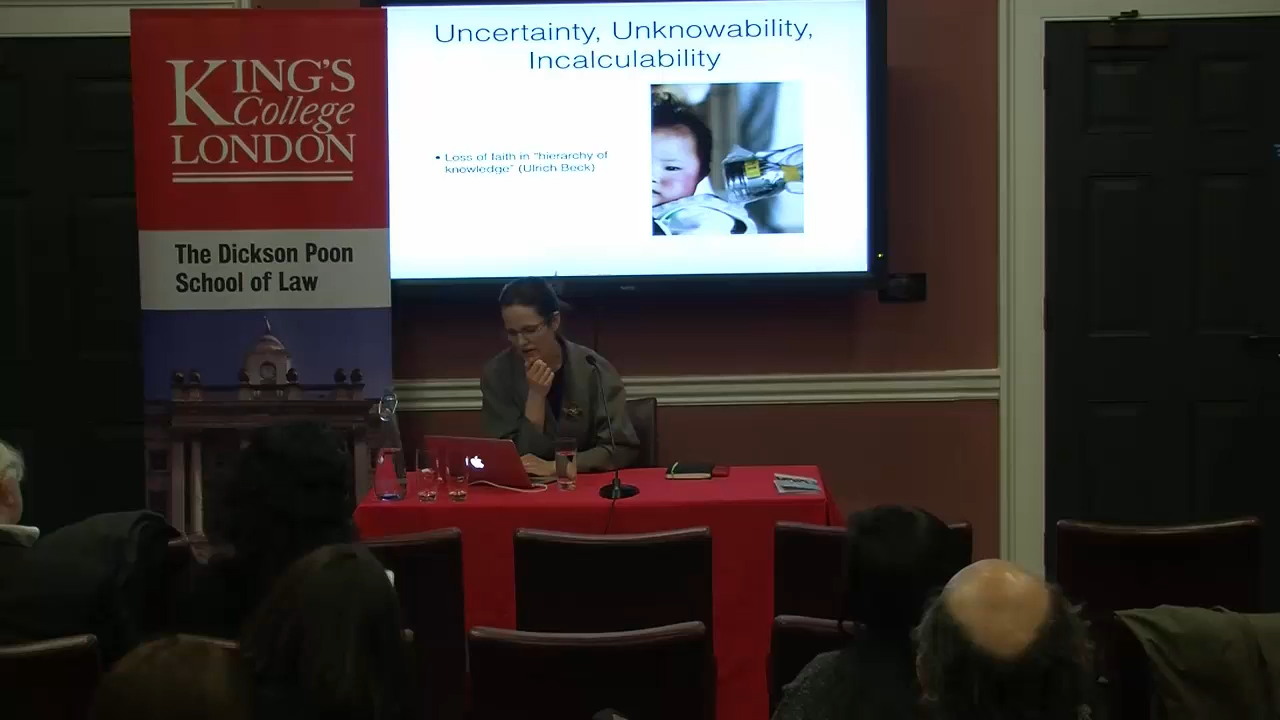 KING'S
College
LONDON
The Dickson Poon
School of Law
Uncertainty, Unknowability,
Incalculability
• Loss of faith in "hierarchy of
knowledge" (Ulrich Beck)